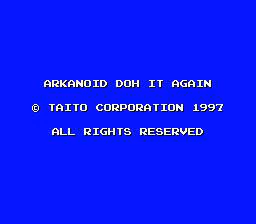 ARKANOID DOH IT AGAIN
© TAITO CORPORATION 1997
ALL RIGHTS RESERVED